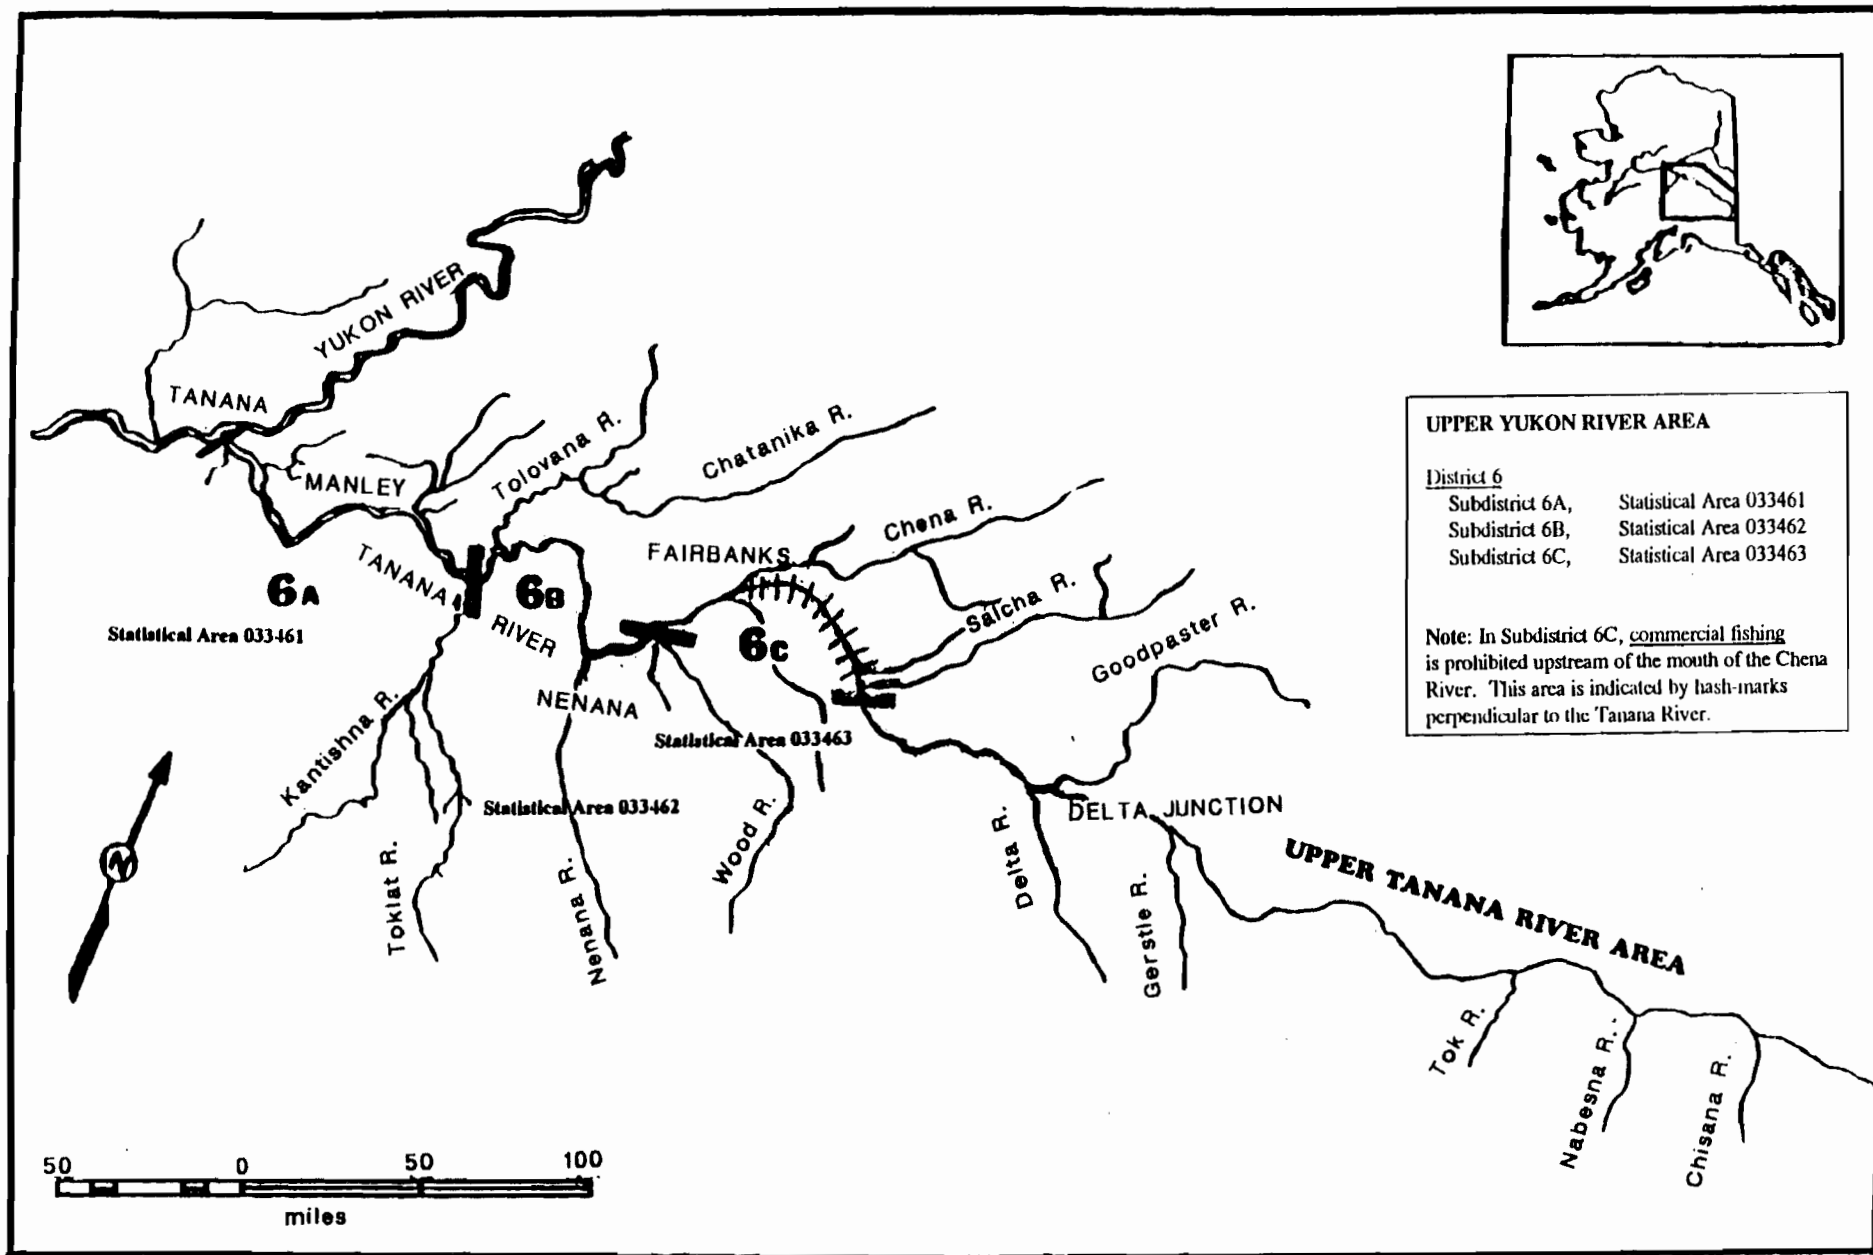 YUKON RIVER
TANANA
MANLEY
Tolovana R.
Chatanika R.
FAIRBANKS
Chena R.
Salcha R.
Goodpaster R.
TANANA
RIVER
6A
Statistical Area 033461
6B
6C
NENANA
Statistical Area 033463
Statistical Area 033462
Kantishna R.
Toklat R.
Nenana R.
Wood R.
Delta R.
DELTA JUNCTION
Gerstle R.
UPPER TANANA RIVER AREA
Tok R.
Nabesna R.
Chisana R.
N
50 0 50 100
miles
UPPER YUKON RIVER AREA
District 6
Subdistrict 6A, Statistical Area 033461
Subdistrict 6B, Statistical Area 033462
Subdistrict 6C, Statistical Area 033463
Note: In Subdistrict 6C, commercial fishing
is prohibited upstream of the mouth of the Chena
River. This area is indicated by hash-marks
perpendicular to the Tanana River.